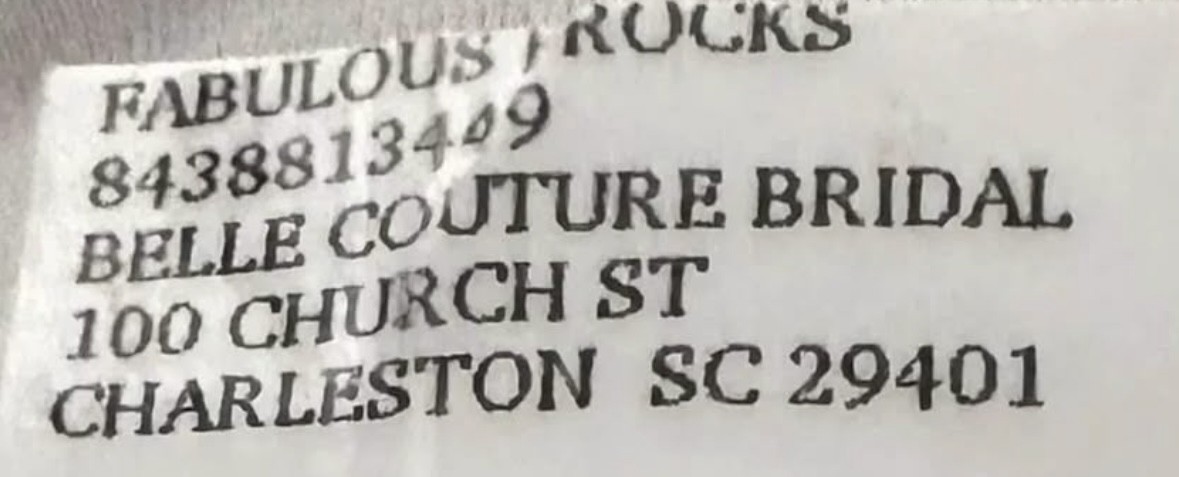 FABULOUS FROCKS
8438813449
BELLE COUTURE BRIDAL
100 CHURCH ST
CHARLESTON SC 29401